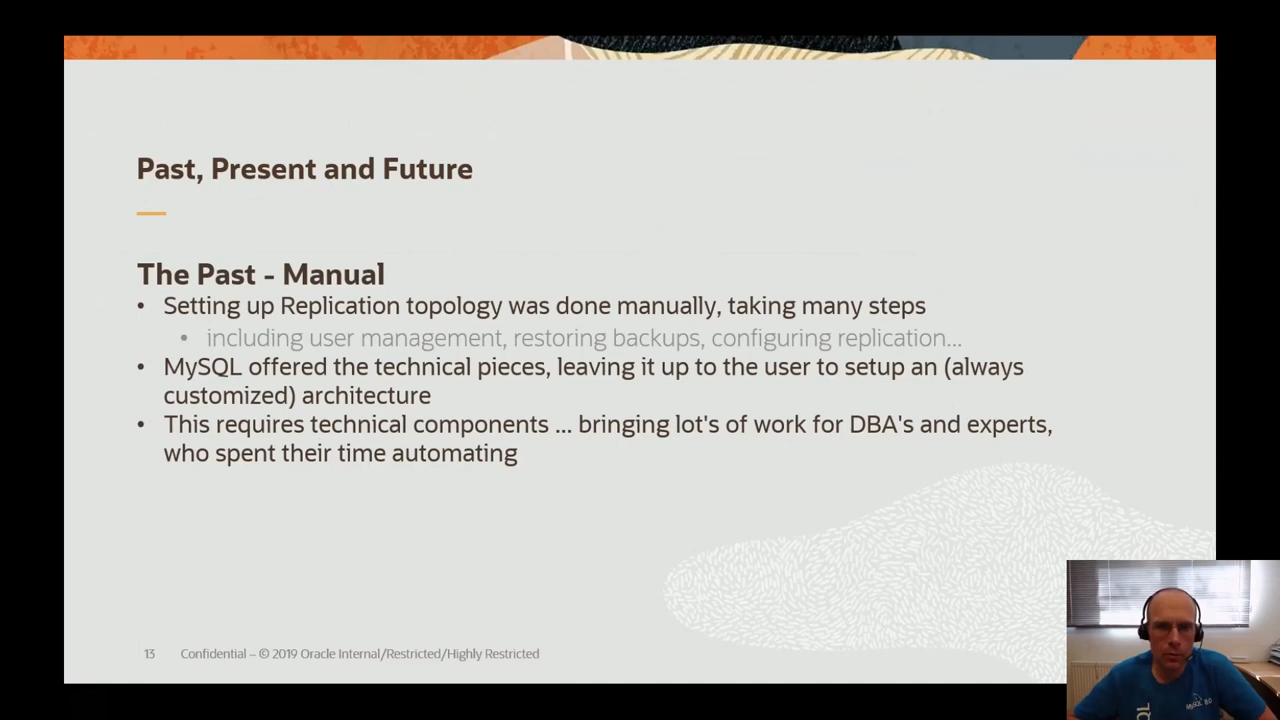 Past, Present and Future
The Past - Manual
• Setting up Replication topology was done manually, taking many steps
• including user management, restoring backups, configuring replication...
• MySQL offered the technical pieces, leaving it up to the user to setup an (always
customized) architecture
• This requires technical components ... bringing lot's of work for DBA's and experts,
who spent their time automating
13 Confidential – © 2019 Oracle Internal/Restricted/Highly Restricted
MySQL 8.0